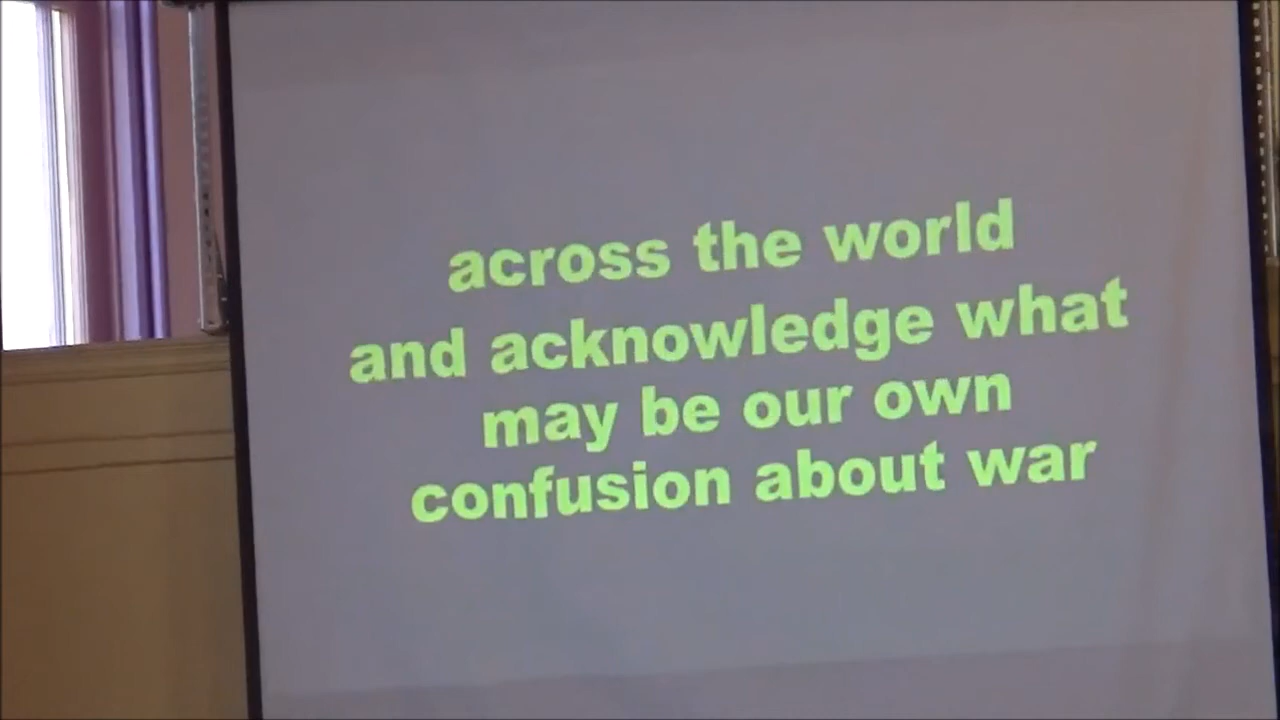 across the world
and acknowledge what
may be our own
confusion about war